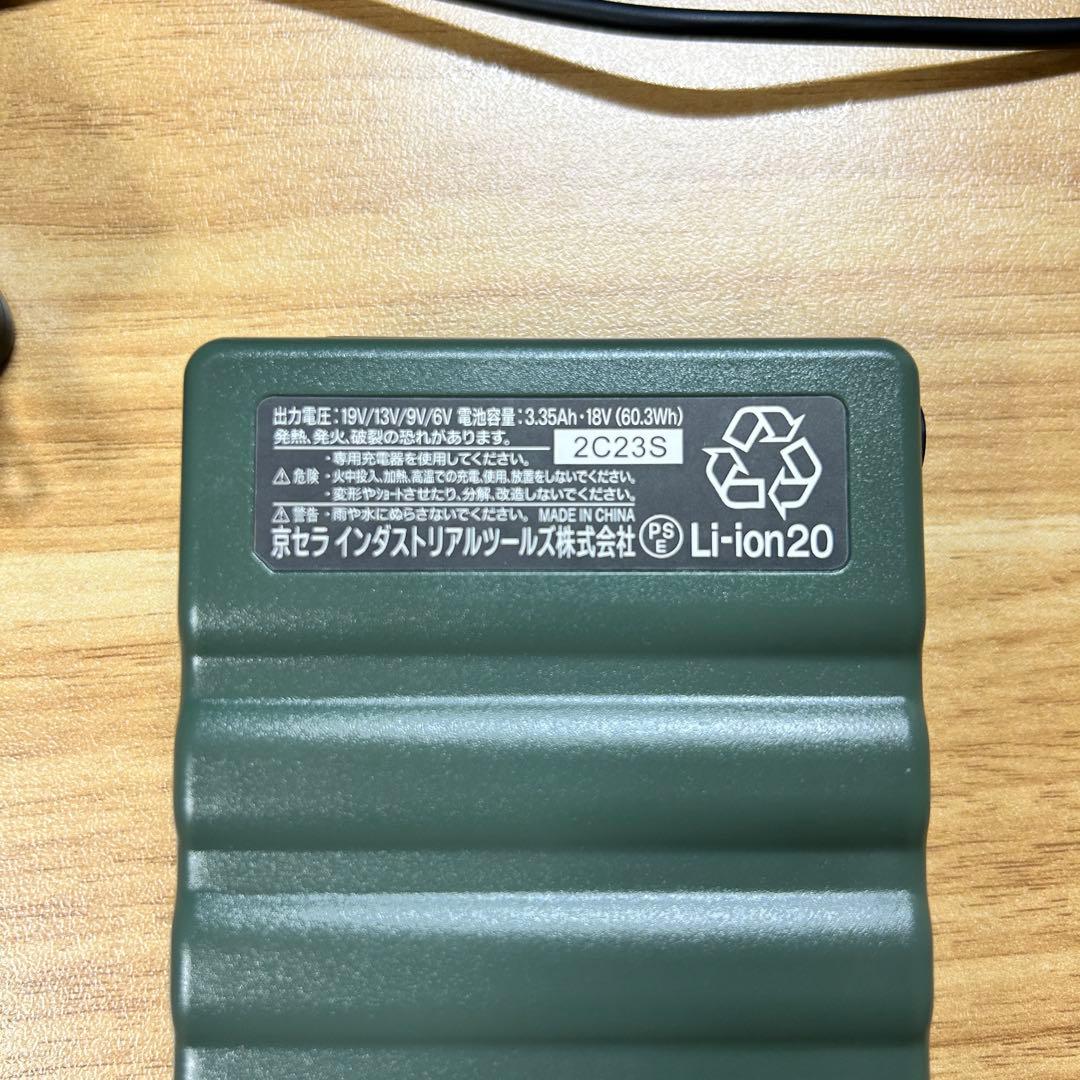 出力電圧:19V/13V/9V/6V 電池容量:3.35Ah・18V (60.3Wh)
発熱、発火、破裂の恐れがあります。
2C23S
・専用充電器を使用してください。
⚠危険 ・火中投入、加熱、高温での充電、使用、放置をしないでください。
・変形やショートさせたり、分解、改造しないでください。
⚠警告 ・雨や水にぬらさないでください。 MADE IN CHINA
京セラ インダストリアルツールズ株式会社 PSE Li-ion20